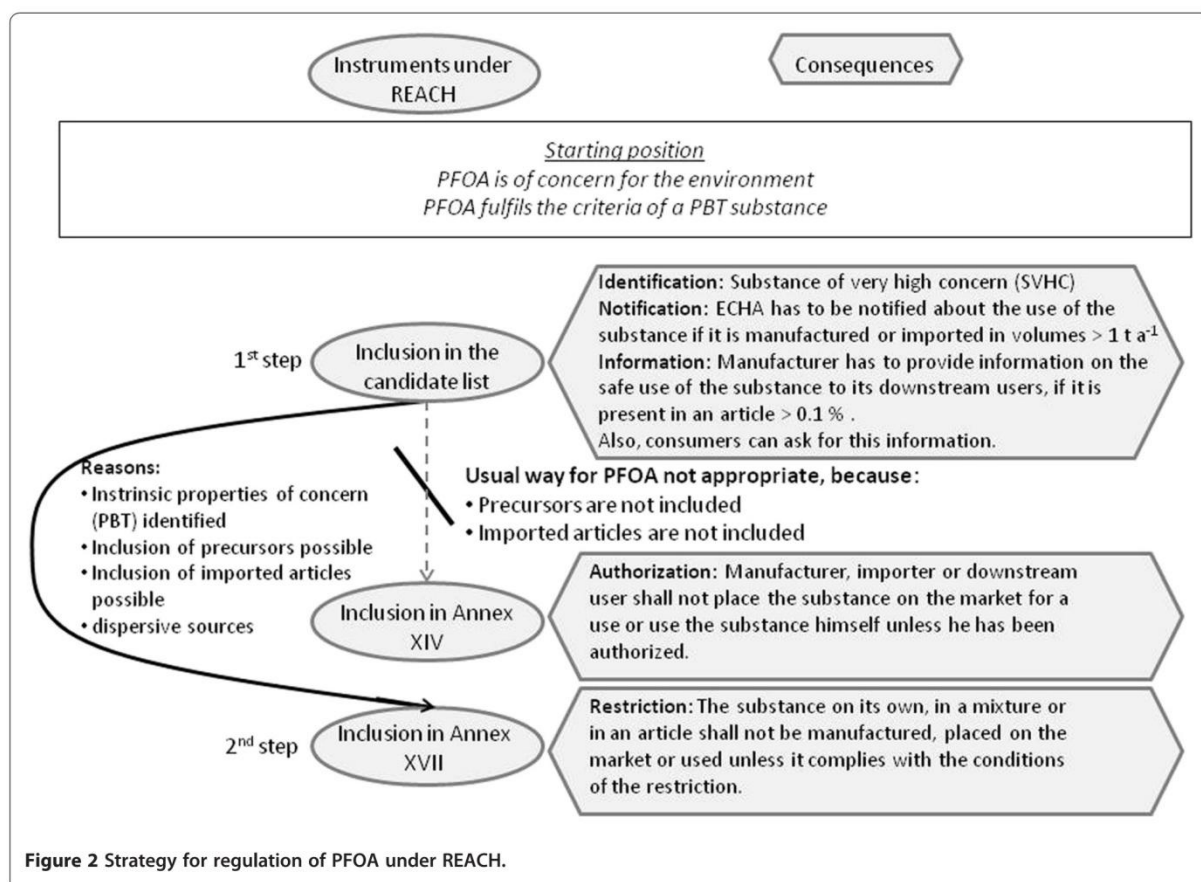 Instruments under
REACH
Consequences
Starting position
PFOA is of concern for the environment
PFOA fulfils the criteria of a PBT substance
1st step
Inclusion in the
candidate list
Identification: Substance of very high concern (SVHC)
Notification: ECHA has to be notified about the use of the
substance if it is manufactured or imported in volumes > 1 t a-1
Information: Manufacturer has to provide information on the
safe use of the substance to its downstream users, if it is
present in an article > 0.1 % .
Also, consumers can ask for this information.
Reasons:
• Instrinsic properties of concern
(PBT) identified
• Inclusion of precursors possible
• Inclusion of imported articles
possible
• dispersive sources
Usual way for PFOA not appropriate, because:
• Precursors are not included
• Imported articles are not included
Inclusion in Annex
XIV
Authorization: Manufacturer, importer or downstream
user shall not place the substance on the market for a
use or use the substance himself unless he has been
authorized.
2nd step
Inclusion in Annex
XVII
Restriction: The substance on its own, in a mixture or
in an article shall not be manufactured, placed on the
market or used unless it complies with the conditions
of the restriction.
Figure 2 Strategy for regulation of PFOA under REACH.